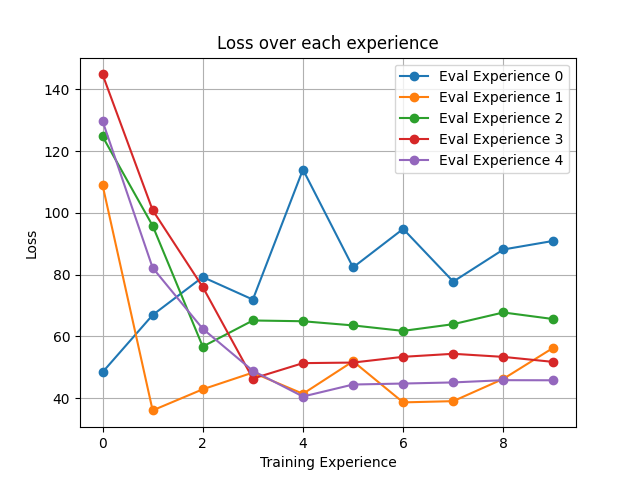 Loss over each experience
140
120
100
80
60
40
Loss
Eval Experience 0
Eval Experience 1
Eval Experience 2
Eval Experience 3
Eval Experience 4
0
2
4
6
8
Training Experience